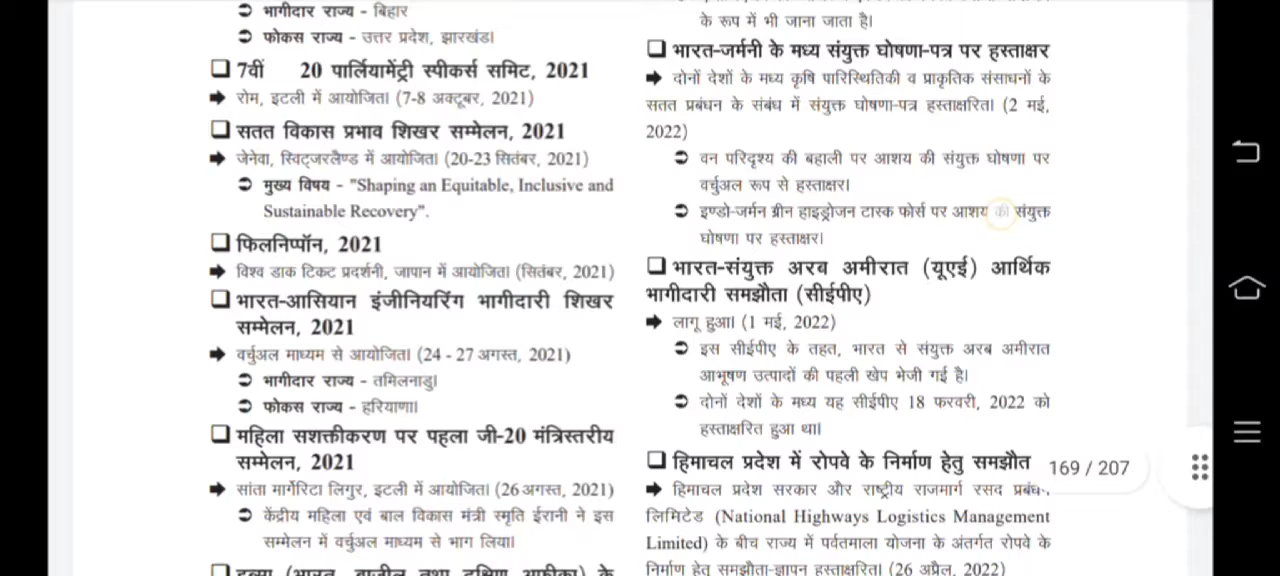 भागीदार राज्य - बिहार
फोकस राज्य - उत्तर प्रदेश, झारखंड।
7वीं 20 पार्लियामेंट्री स्पीकर्स समिट, 2021
रोम, इटली में आयोजित। (7-8 अक्टूबर, 2021)
सतत विकास प्रभाव शिखर सम्मेलन, 2021
जेनेवा, स्विट्जरलैण्ड में आयोजित। (20-23 सितंबर, 2021)
मुख्य विषय - "Shaping an Equitable, Inclusive and
Sustainable Recovery".
फिलनिप्पॉन, 2021
विश्व डाक टिकट प्रदर्शनी, जापान में आयोजित। (सितंबर, 2021)
भारत-आसियान इंजीनियरिंग भागीदारी शिखर
सम्मेलन, 2021
वर्चुअल माध्यम से आयोजित। (24 - 27 अगस्त, 2021)
भागीदार राज्य - तमिलनाडु।
फोकस राज्य - हरियाणा।
महिला सशक्तीकरण पर पहला जी-20 मंत्रिस्तरीय
सम्मेलन, 2021
सांता मार्गेरिटा लिगुर, इटली में आयोजित। (26 अगस्त, 2021)
केंद्रीय महिला एवं बाल विकास मंत्री स्मृति ईरानी ने इस
सम्मेलन में वर्चुअल माध्यम से भाग लिया।
इब्सा (भारत, ब्राजील तथा दक्षिण अफ्रीका) के
के रूप में भी जाना जाता है।
भारत-जर्मनी के मध्य संयुक्त घोषणा-पत्र पर हस्ताक्षर
दोनों देशों के मध्य कृषि पारिस्थितिकी व प्राकृतिक संसाधनों के
सतत प्रबंधन के संबंध में संयुक्त घोषणा-पत्र हस्ताक्षरित। (2 मई,
2022)
वन परिदृश्य की बहाली पर आशय की संयुक्त घोषणा पर
वर्चुअल रूप से हस्ताक्षर।
इण्डो-जर्मन ग्रीन हाइड्रोजन टास्क फोर्स पर आशय की संयुक्त
घोषणा पर हस्ताक्षर।
भारत-संयुक्त अरब अमीरात (यूएई) आर्थिक
भागीदारी समझौता (सीईपीए)
लागू हुआ। (1 मई, 2022)
इस सीईपीए के तहत, भारत से संयुक्त अरब अमीरात
आभूषण उत्पादों की पहली खेप भेजी गई है।
दोनों देशों के मध्य यह सीईपीए 18 फरवरी, 2022 को
हस्ताक्षरित हुआ था।
हिमाचल प्रदेश में रोपवे के निर्माण हेतु समझौत
169 / 207
हिमाचल प्रदेश सरकार और राष्ट्रीय राजमार्ग रसद प्रबंध
लिमिटेड (National Highways Logistics Management
Limited) के बीच राज्य में पर्वतमाला योजना के अंतर्गत रोपवे के
निर्माण हेतु समझौता-ज्ञापन हस्ताक्षरित। (26 अप्रैल, 2022)